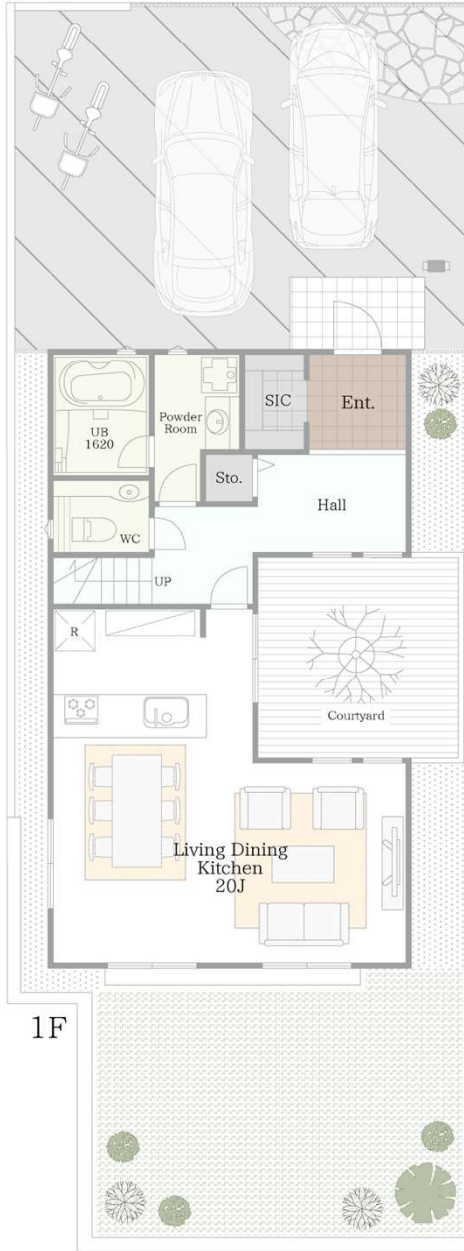 SIC
Ent.
UB
1620
Powder
Room
Sto.
Hall
WC
UP
R
Courtyard
Living Dining
Kitchen
20J
1F